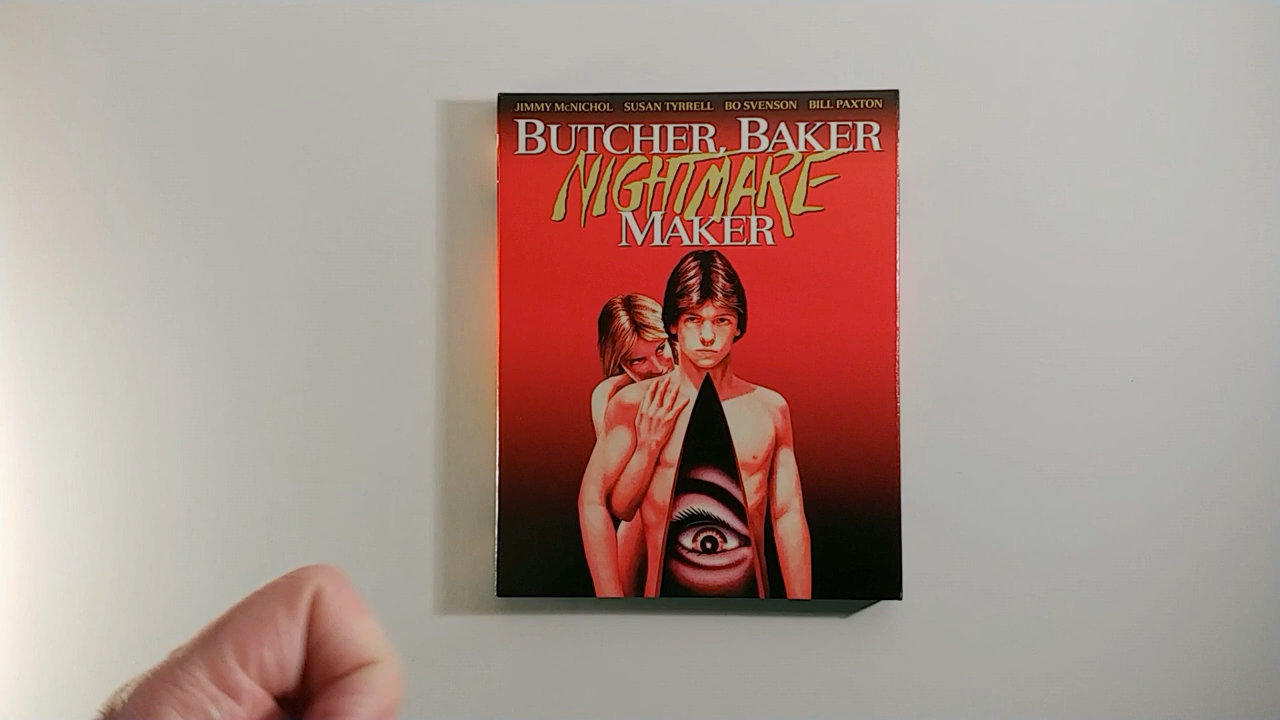 JIMMY McNICHOL SUSAN TYRRELL BO SVENSON BILL PAXTON
BUTCHER, BAKER
NIGHTMARE
MAKER